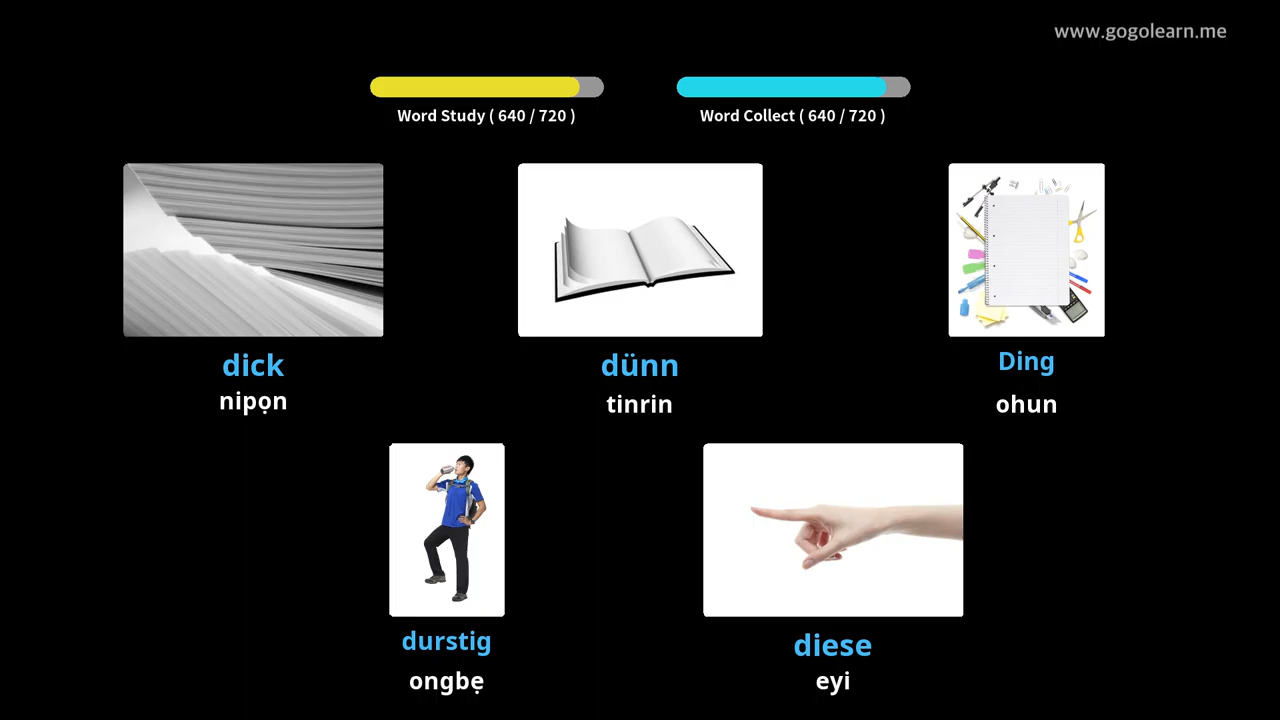 www.gogolearn.me
Word Study ( 640 / 720 )
Word Collect ( 640 / 720 )
dick
nipọn
dünn
tinrin
Ding
ohun
durstig
ongbẹ
diese
eyi